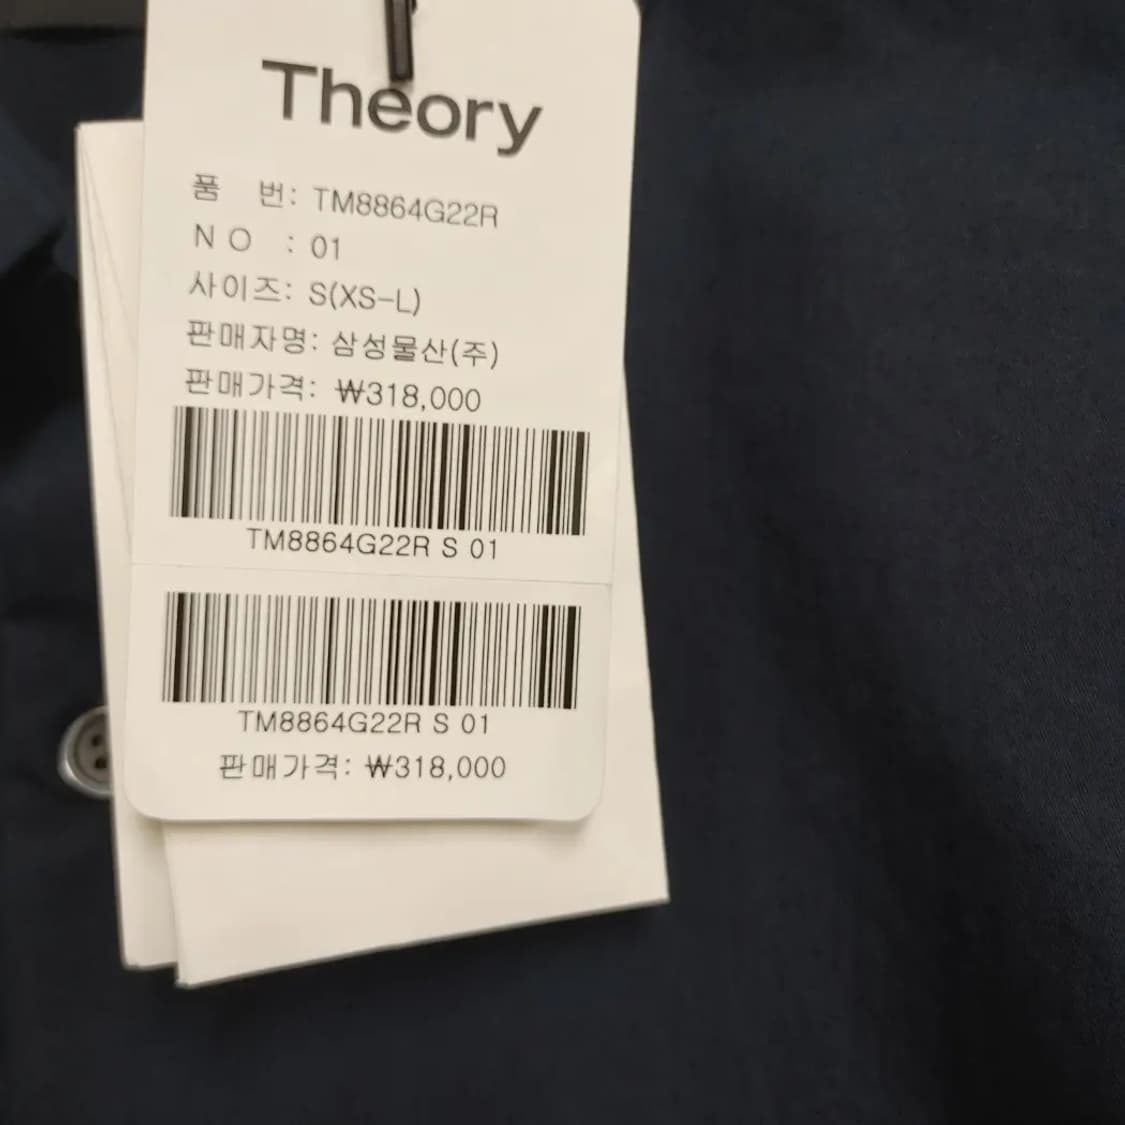 Theory
품 번: TM8864G22R
NO : 01
사이즈: S(XS-L)
판매자명: 삼성물산(주)
판매가격: ₩318,000
TM8864G22R S 01
TM8864G22R S 01
판매가격: ₩318,000